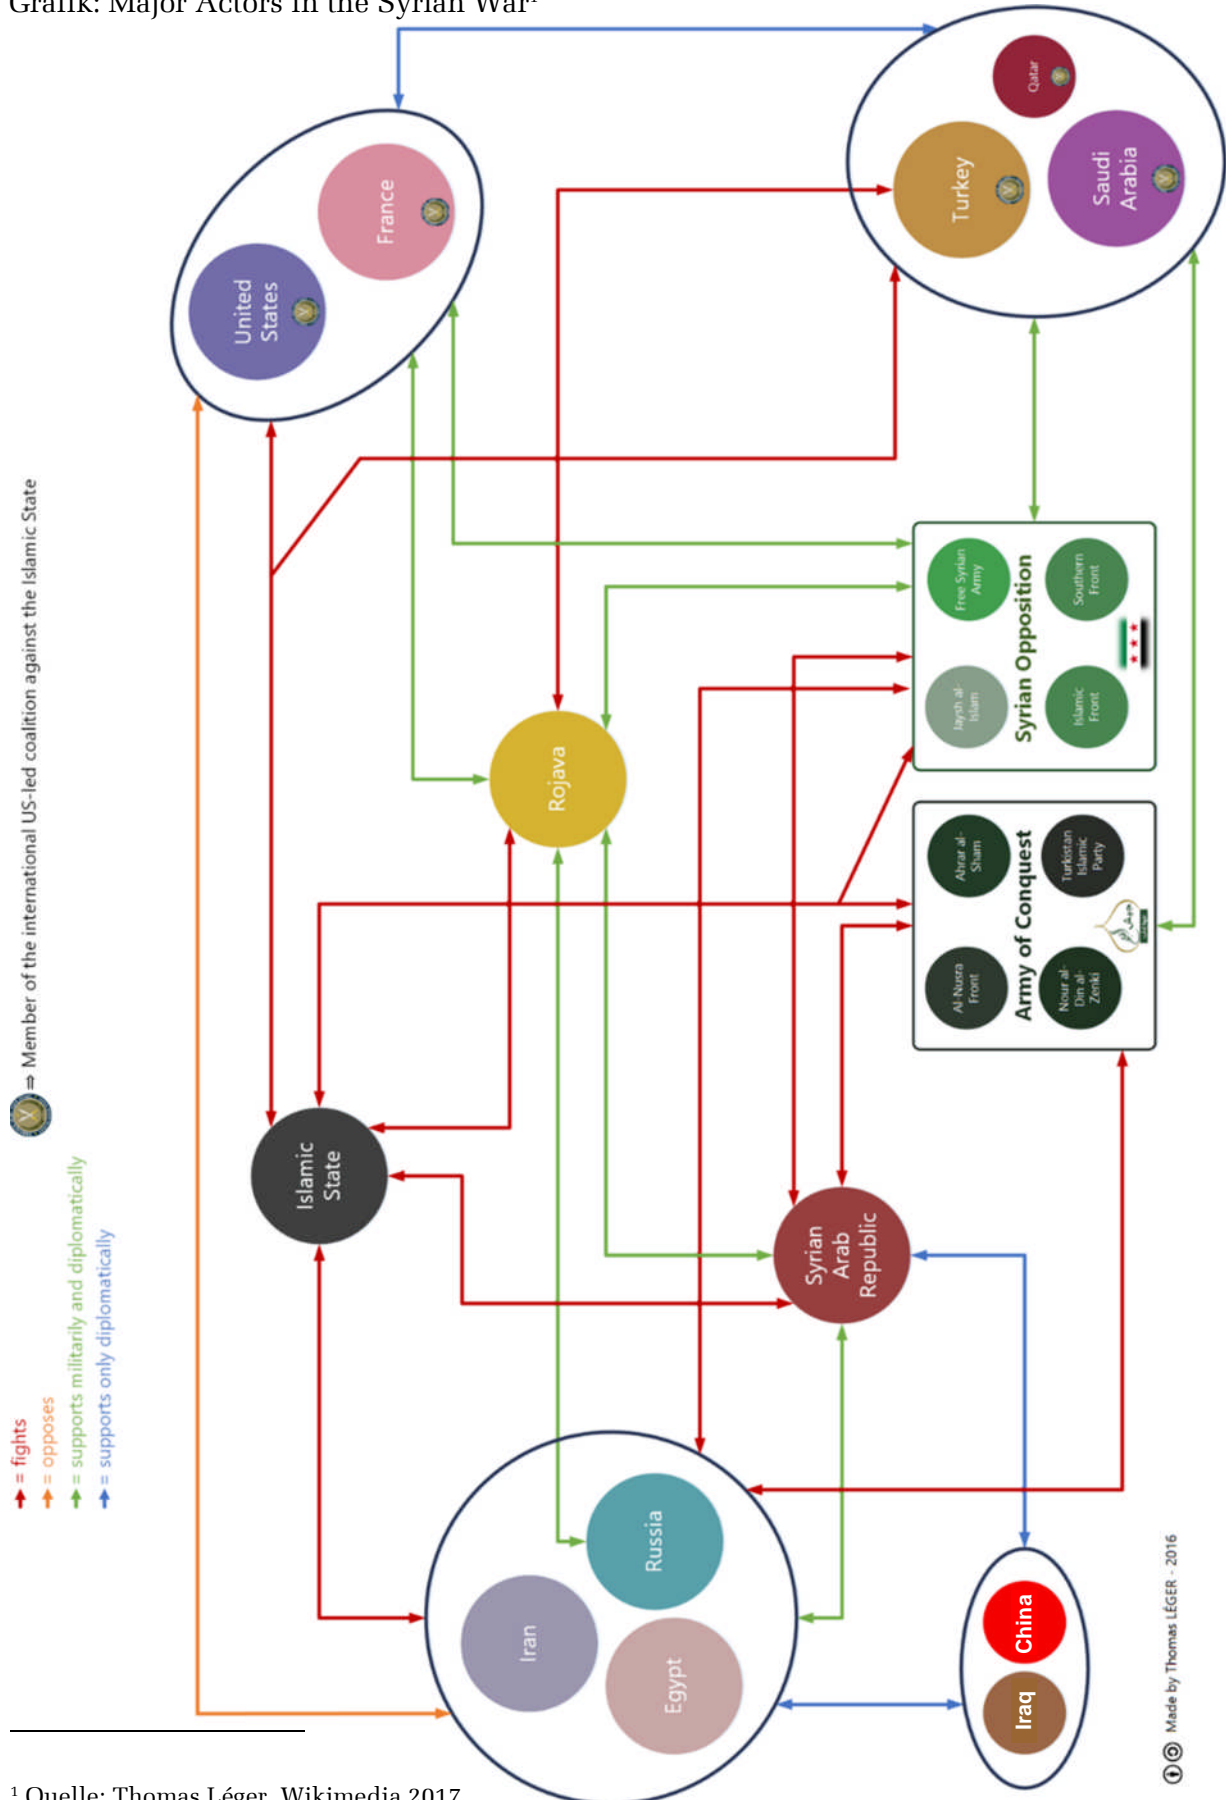 Grafik: Major Actors in the Syrian War¹
⇒ Member of the international US-led coalition against the Islamic State
= fights
= opposes
= supports militarily and diplomatically
= supports only diplomatically
United
States
France
Qatar
Turkey
Saudi
Arabia
Rojava
Free Syrian
Army
Southern
Front
Jaysh al-
Islam
Islamic
Front
Syrian Opposition
Ahrar al-
Sham
Turkistan
Islamic
Party
Al-Nusra
Front
Nour al-
Din al-
Zenki
Army of Conquest
Islamic
State
Syrian
Arab
Republic
Iran
Russia
Egypt
China
Iraq
Made by Thomas LÉGER - 2016
¹ Quelle: Thomas Léger, Wikimedia 2017